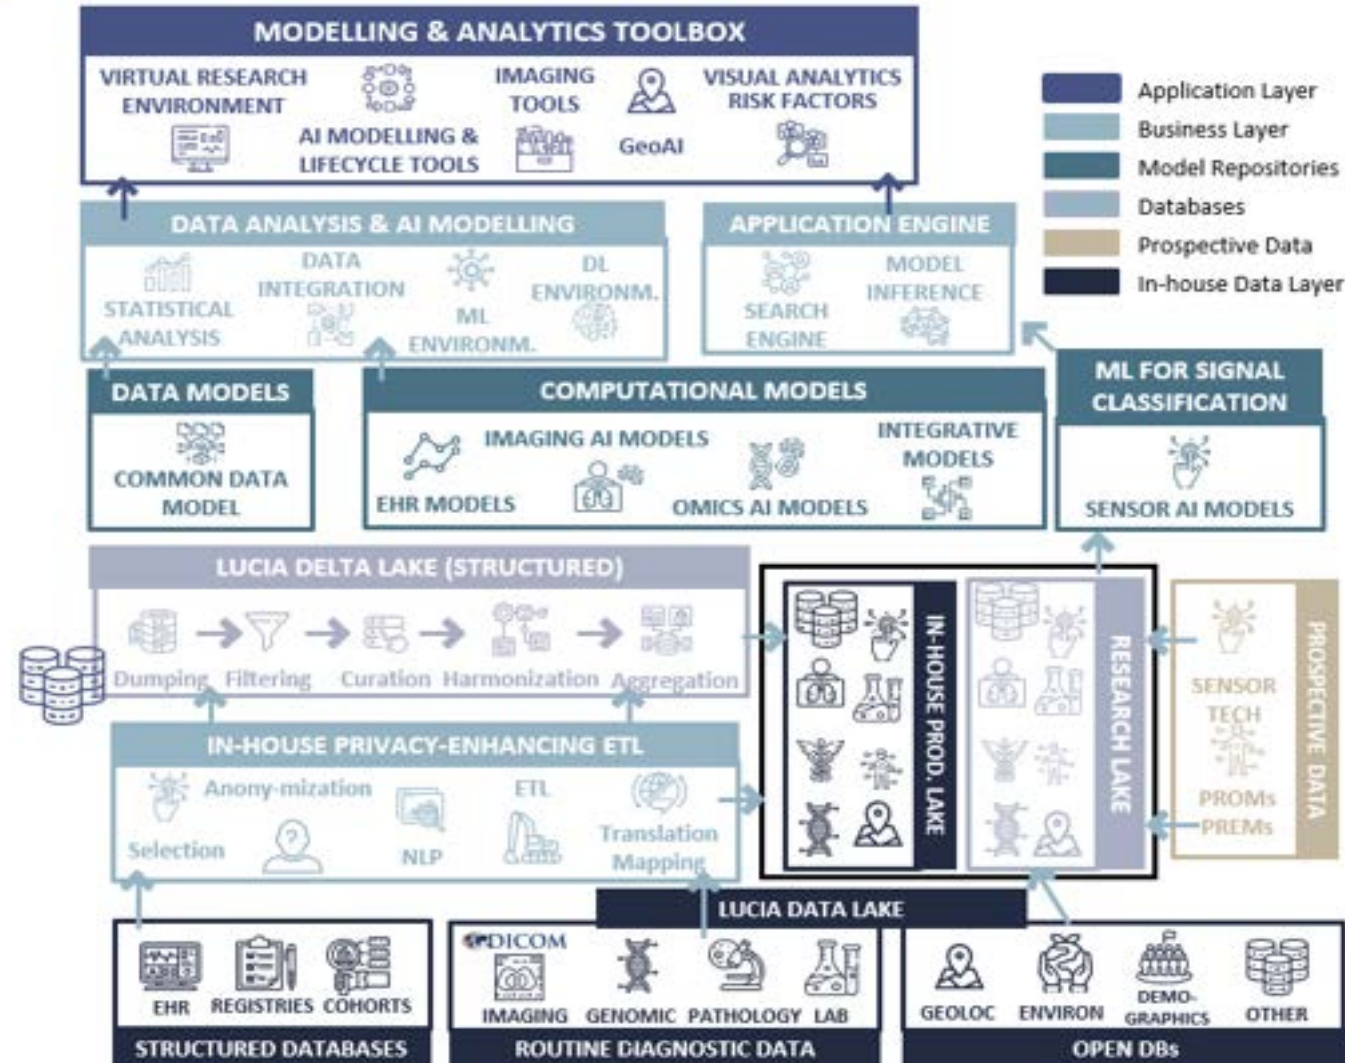 MODELLING & ANALYTICS TOOLBOX
VIRTUAL RESEARCH
ENVIRONMENT
AI MODELLING &
LIFECYCLE TOOLS
IMAGING
TOOLS
GeoAI
VISUAL ANALYTICS
RISK FACTORS
Application Layer
Business Layer
Model Repositories
Databases
Prospective Data
In-house Data Layer
DATA ANALYSIS & AI MODELLING
STATISTICAL
ANALYSIS
DATA
INTEGRATION
ML
ENVIRONM.
DL
ENVIRONM.
APPLICATION ENGINE
SEARCH
ENGINE
MODEL
INFERENCE
DATA MODELS
COMMON DATA
MODEL
COMPUTATIONAL MODELS
EHR MODELS
IMAGING AI MODELS
OMICS AI MODELS
INTEGRATIVE
MODELS
ML FOR SIGNAL
CLASSIFICATION
SENSOR AI MODELS
LUCIA DELTA LAKE (STRUCTURED)
Dumping
Filtering
Curation
Harmonization
Aggregation
IN-HOUSE PRIVACY-ENHANCING ETL
Selection
Anony-mization
NLP
ETL
Translation
Mapping
IN-HOUSE PROD. LAKE
RESEARCH LAKE
SENSOR
TECH
PROMs
PREMs
PROSPECTIVE DATA
LUCIA DATA LAKE
EHR
REGISTRIES
COHORTS
STRUCTURED DATABASES
DICOM
IMAGING
GENOMIC
PATHOLOGY
LAB
ROUTINE DIAGNOSTIC DATA
GEOLOC
ENVIRON
DEMO-
GRAPHICS
OTHER
OPEN DBs